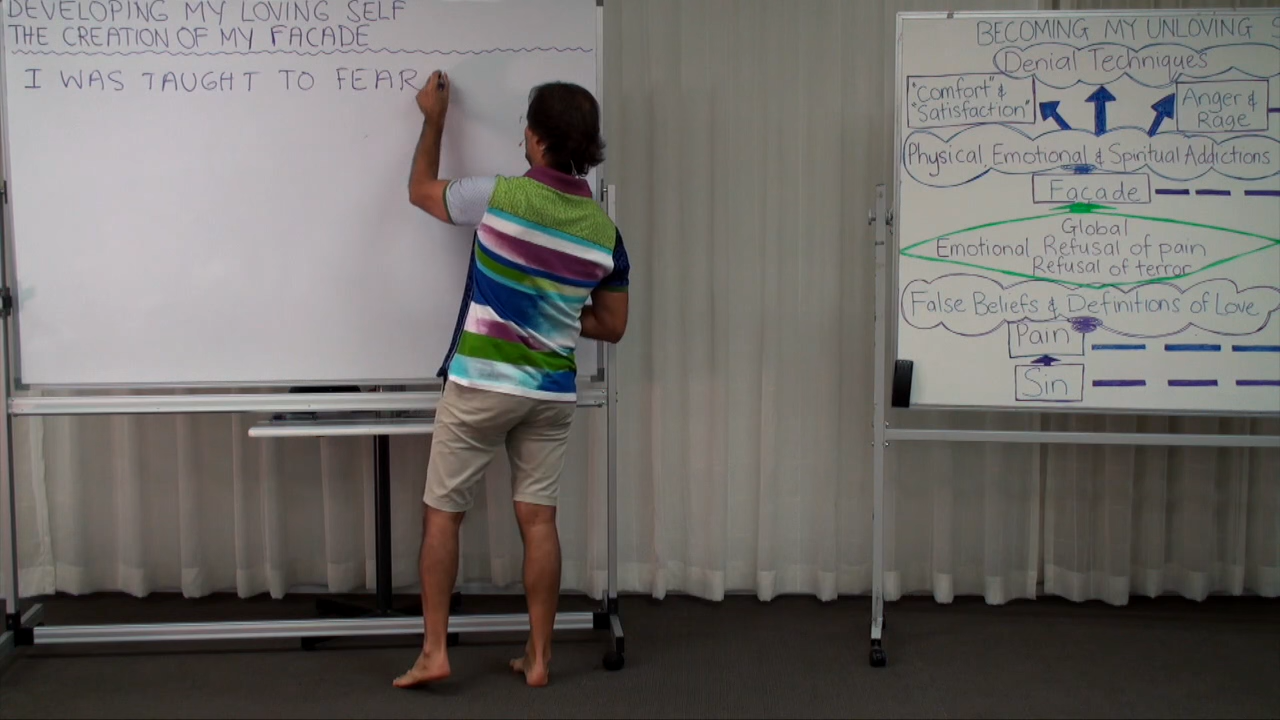 DEVELOPING MY LOVING SELF
THE CREATION OF MY FACADE
I WAS TAUGHT TO FEAR
BECOMING MY UNLOVING S
Denial Techniques
"Comfort" &
"Satisfaction"
Anger &
Rage
Physical, Emotional & Spiritual Addictions
Façade
Global
Emotional Refusal of pain
Refusal of terror
False Beliefs & Definitions of Love
Pain
Sin